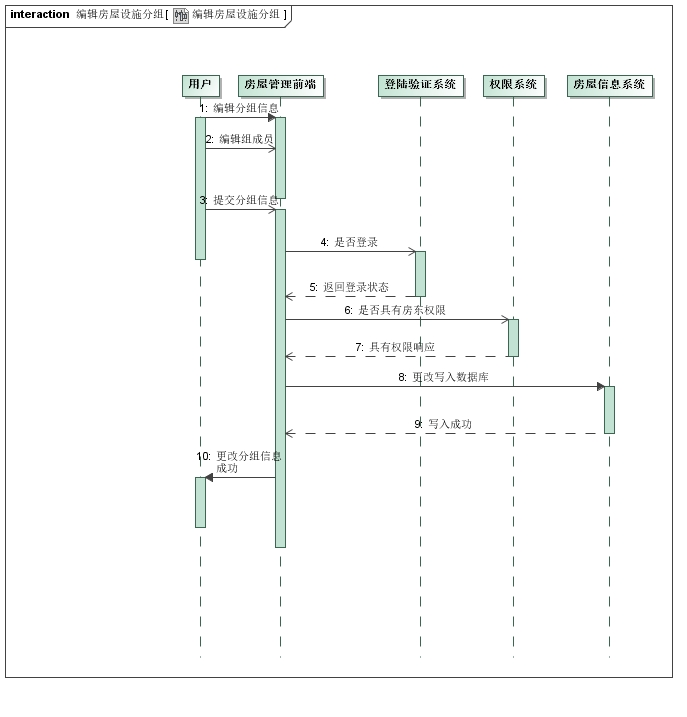 interaction 编辑房屋设施分组[ 编辑房屋设施分组 ]
用户
房屋管理前端
登陆验证系统
权限系统
房屋信息系统
1: 编辑分组信息
2: 编辑组成员
3: 提交分组信息
4: 是否登录
5: 返回登录状态
6: 是否具有房东权限
7: 具有权限响应
8: 更改写入数据库
9: 写入成功
10: 更改分组信息
成功